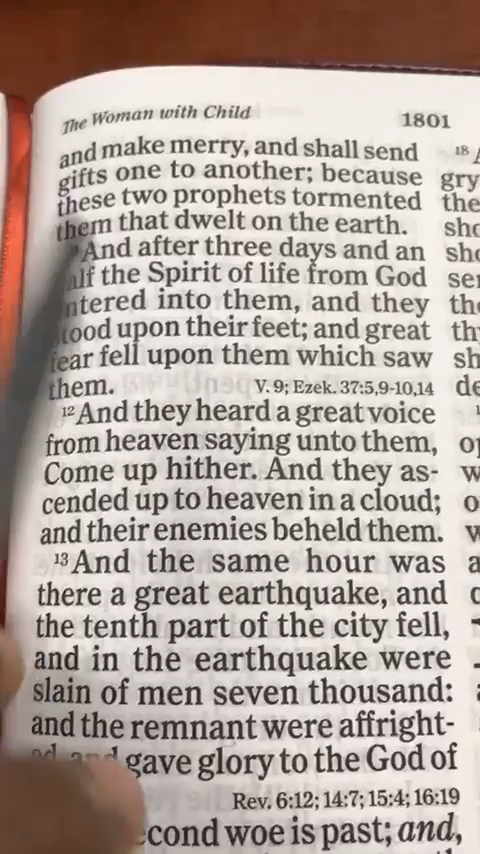 The Woman with Child 1801
and make merry, and shall send
gifts one to another; because
these two prophets tormented
them that dwelt on the earth.
And after three days and an
the Spirit of life from God
into them, and they
upon their feet; and great
fear fell upon them which saw
them. V. 9; Ezek. 37:5,9-10,14
12 And they heard a great voice
from heaven saying unto them,
Come up hither. And they as-
cended up to heaven in a cloud;
and their enemies beheld them.
13 And the same hour was
there a great earthquake, and
the tenth part of the city fell,
and in the earthquake were
slain of men seven thousand:
and the remnant were affright-
gave glory to the God of
Rev. 6:12; 14:7; 15:4; 16:19
woe is past; and,
18
gry
the